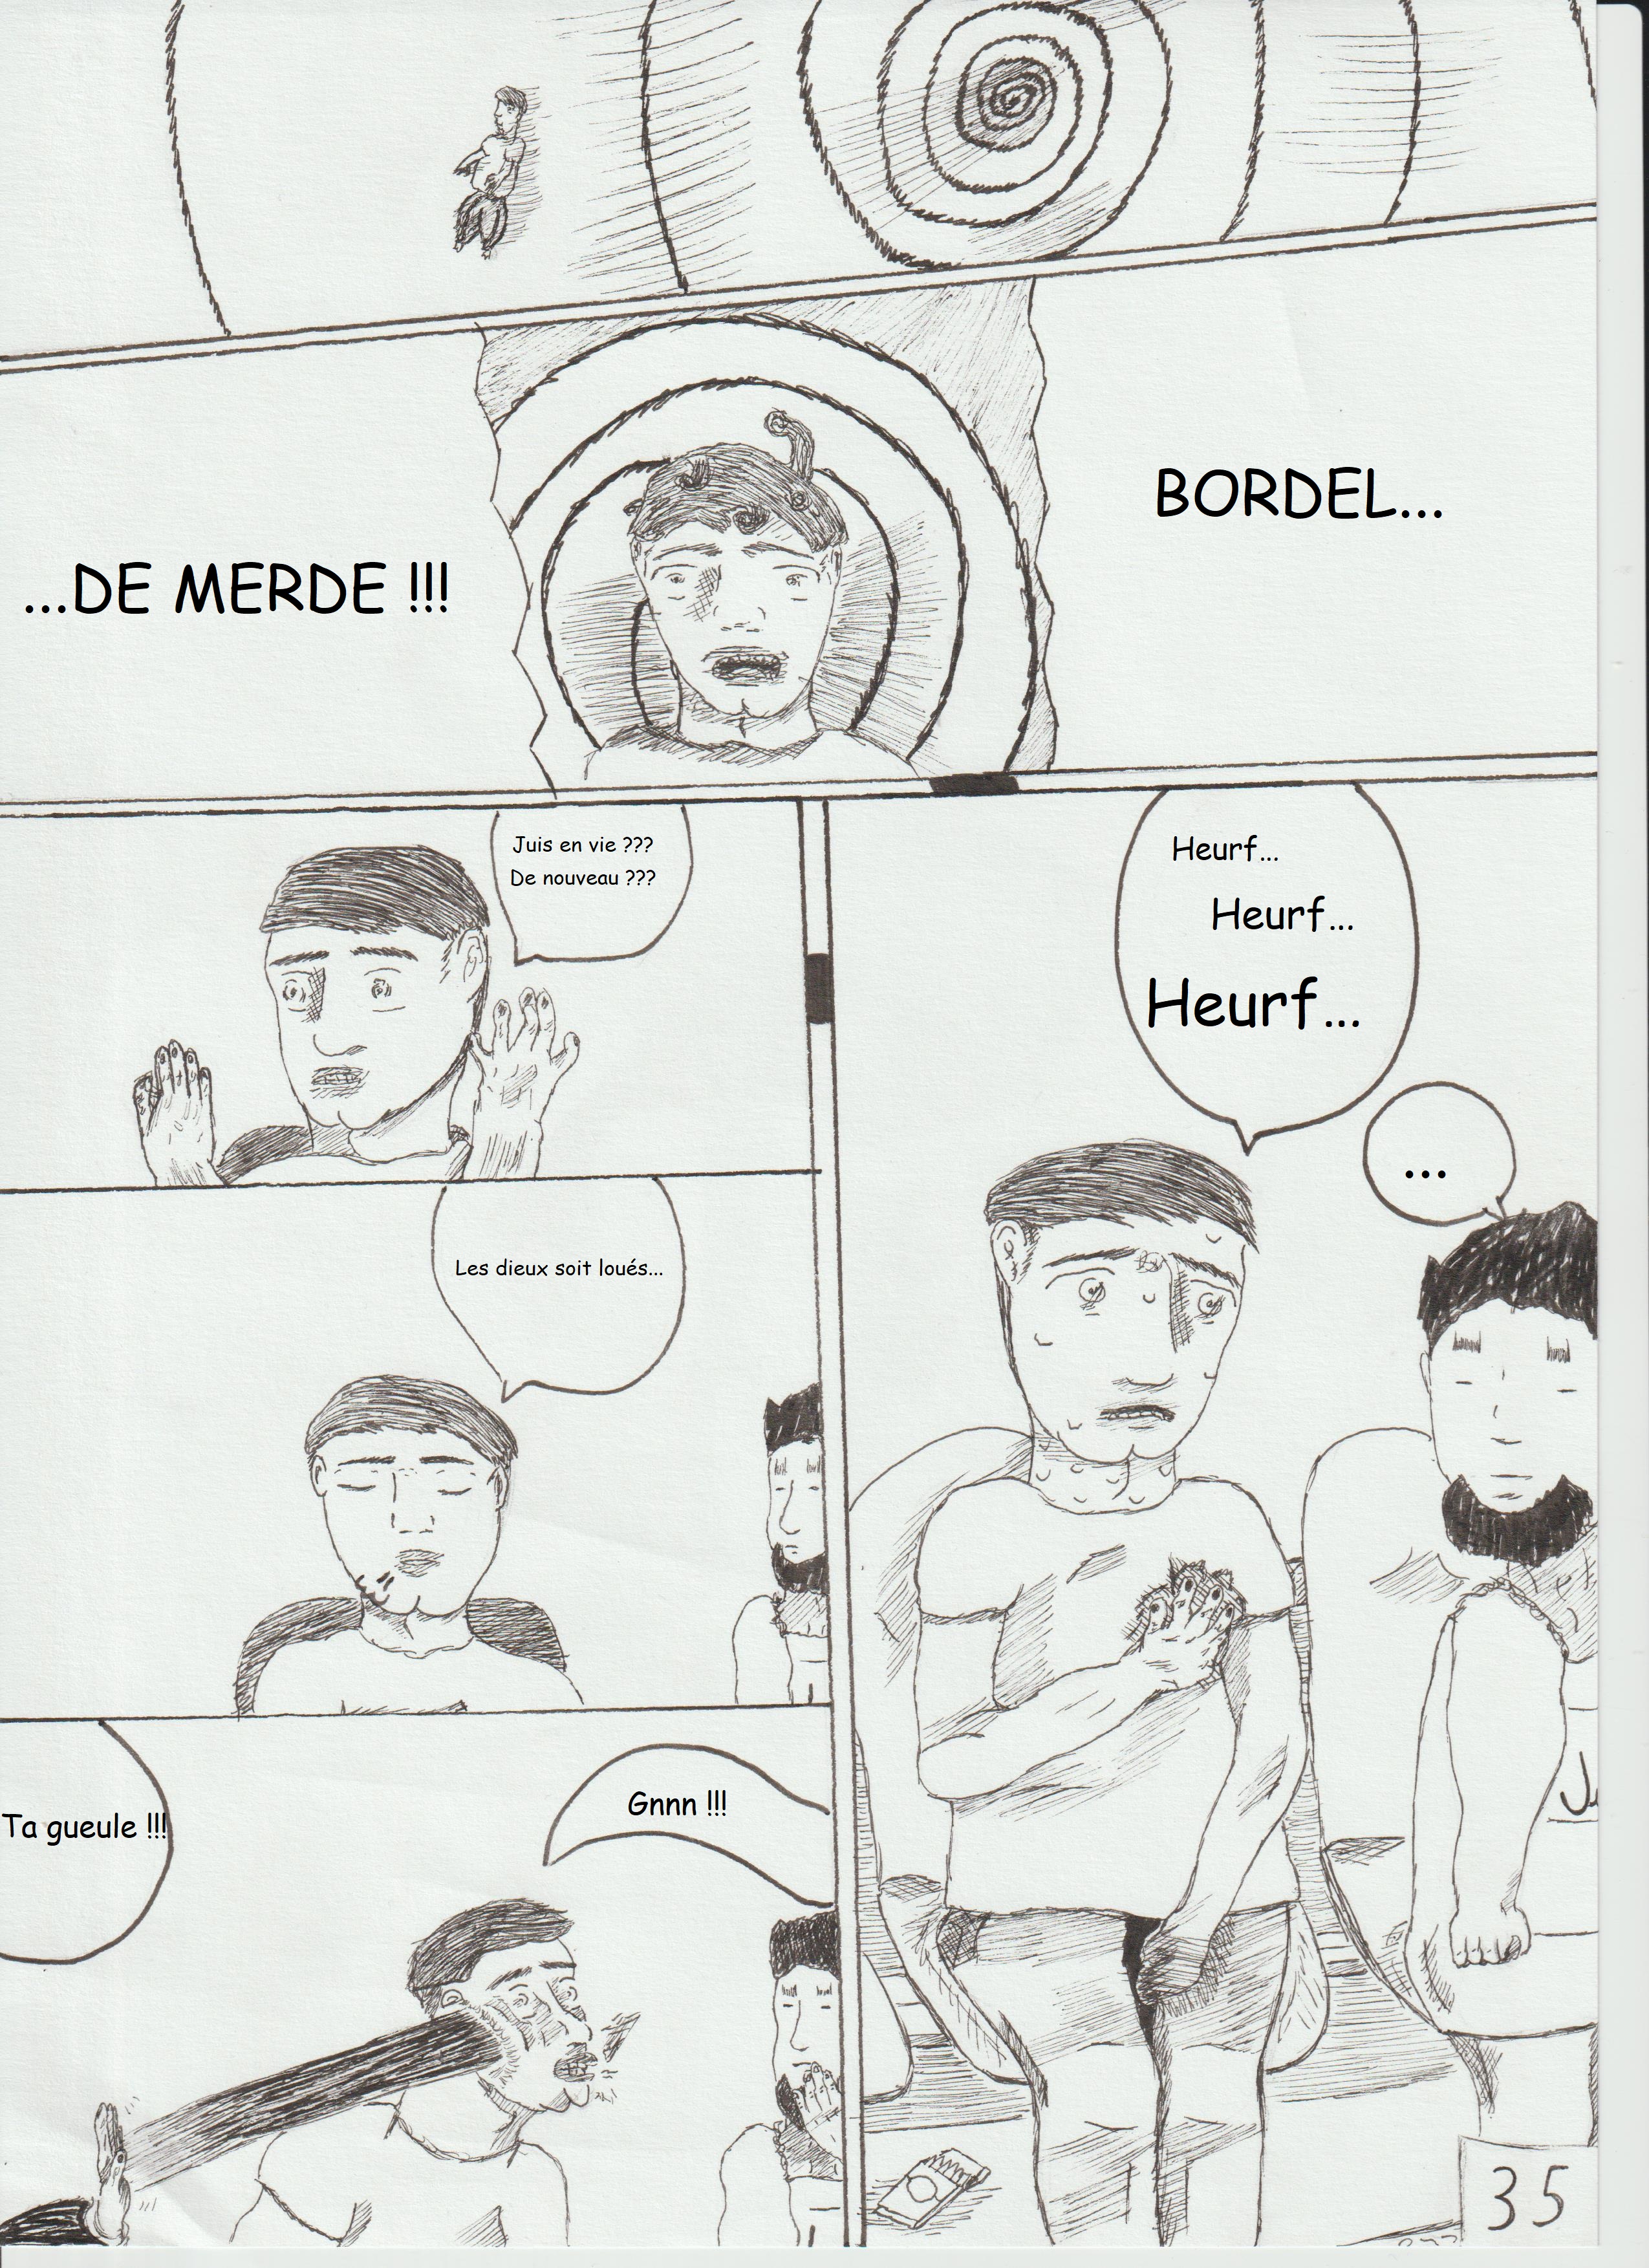 BORDEL...
...DE MERDE !!!
Heurf...
Heurf...
Heurf...
...
Juis en vie ???
De nouveau ???
Les dieux soit loués...
Gnnn !!!
Ta gueule !!!
35